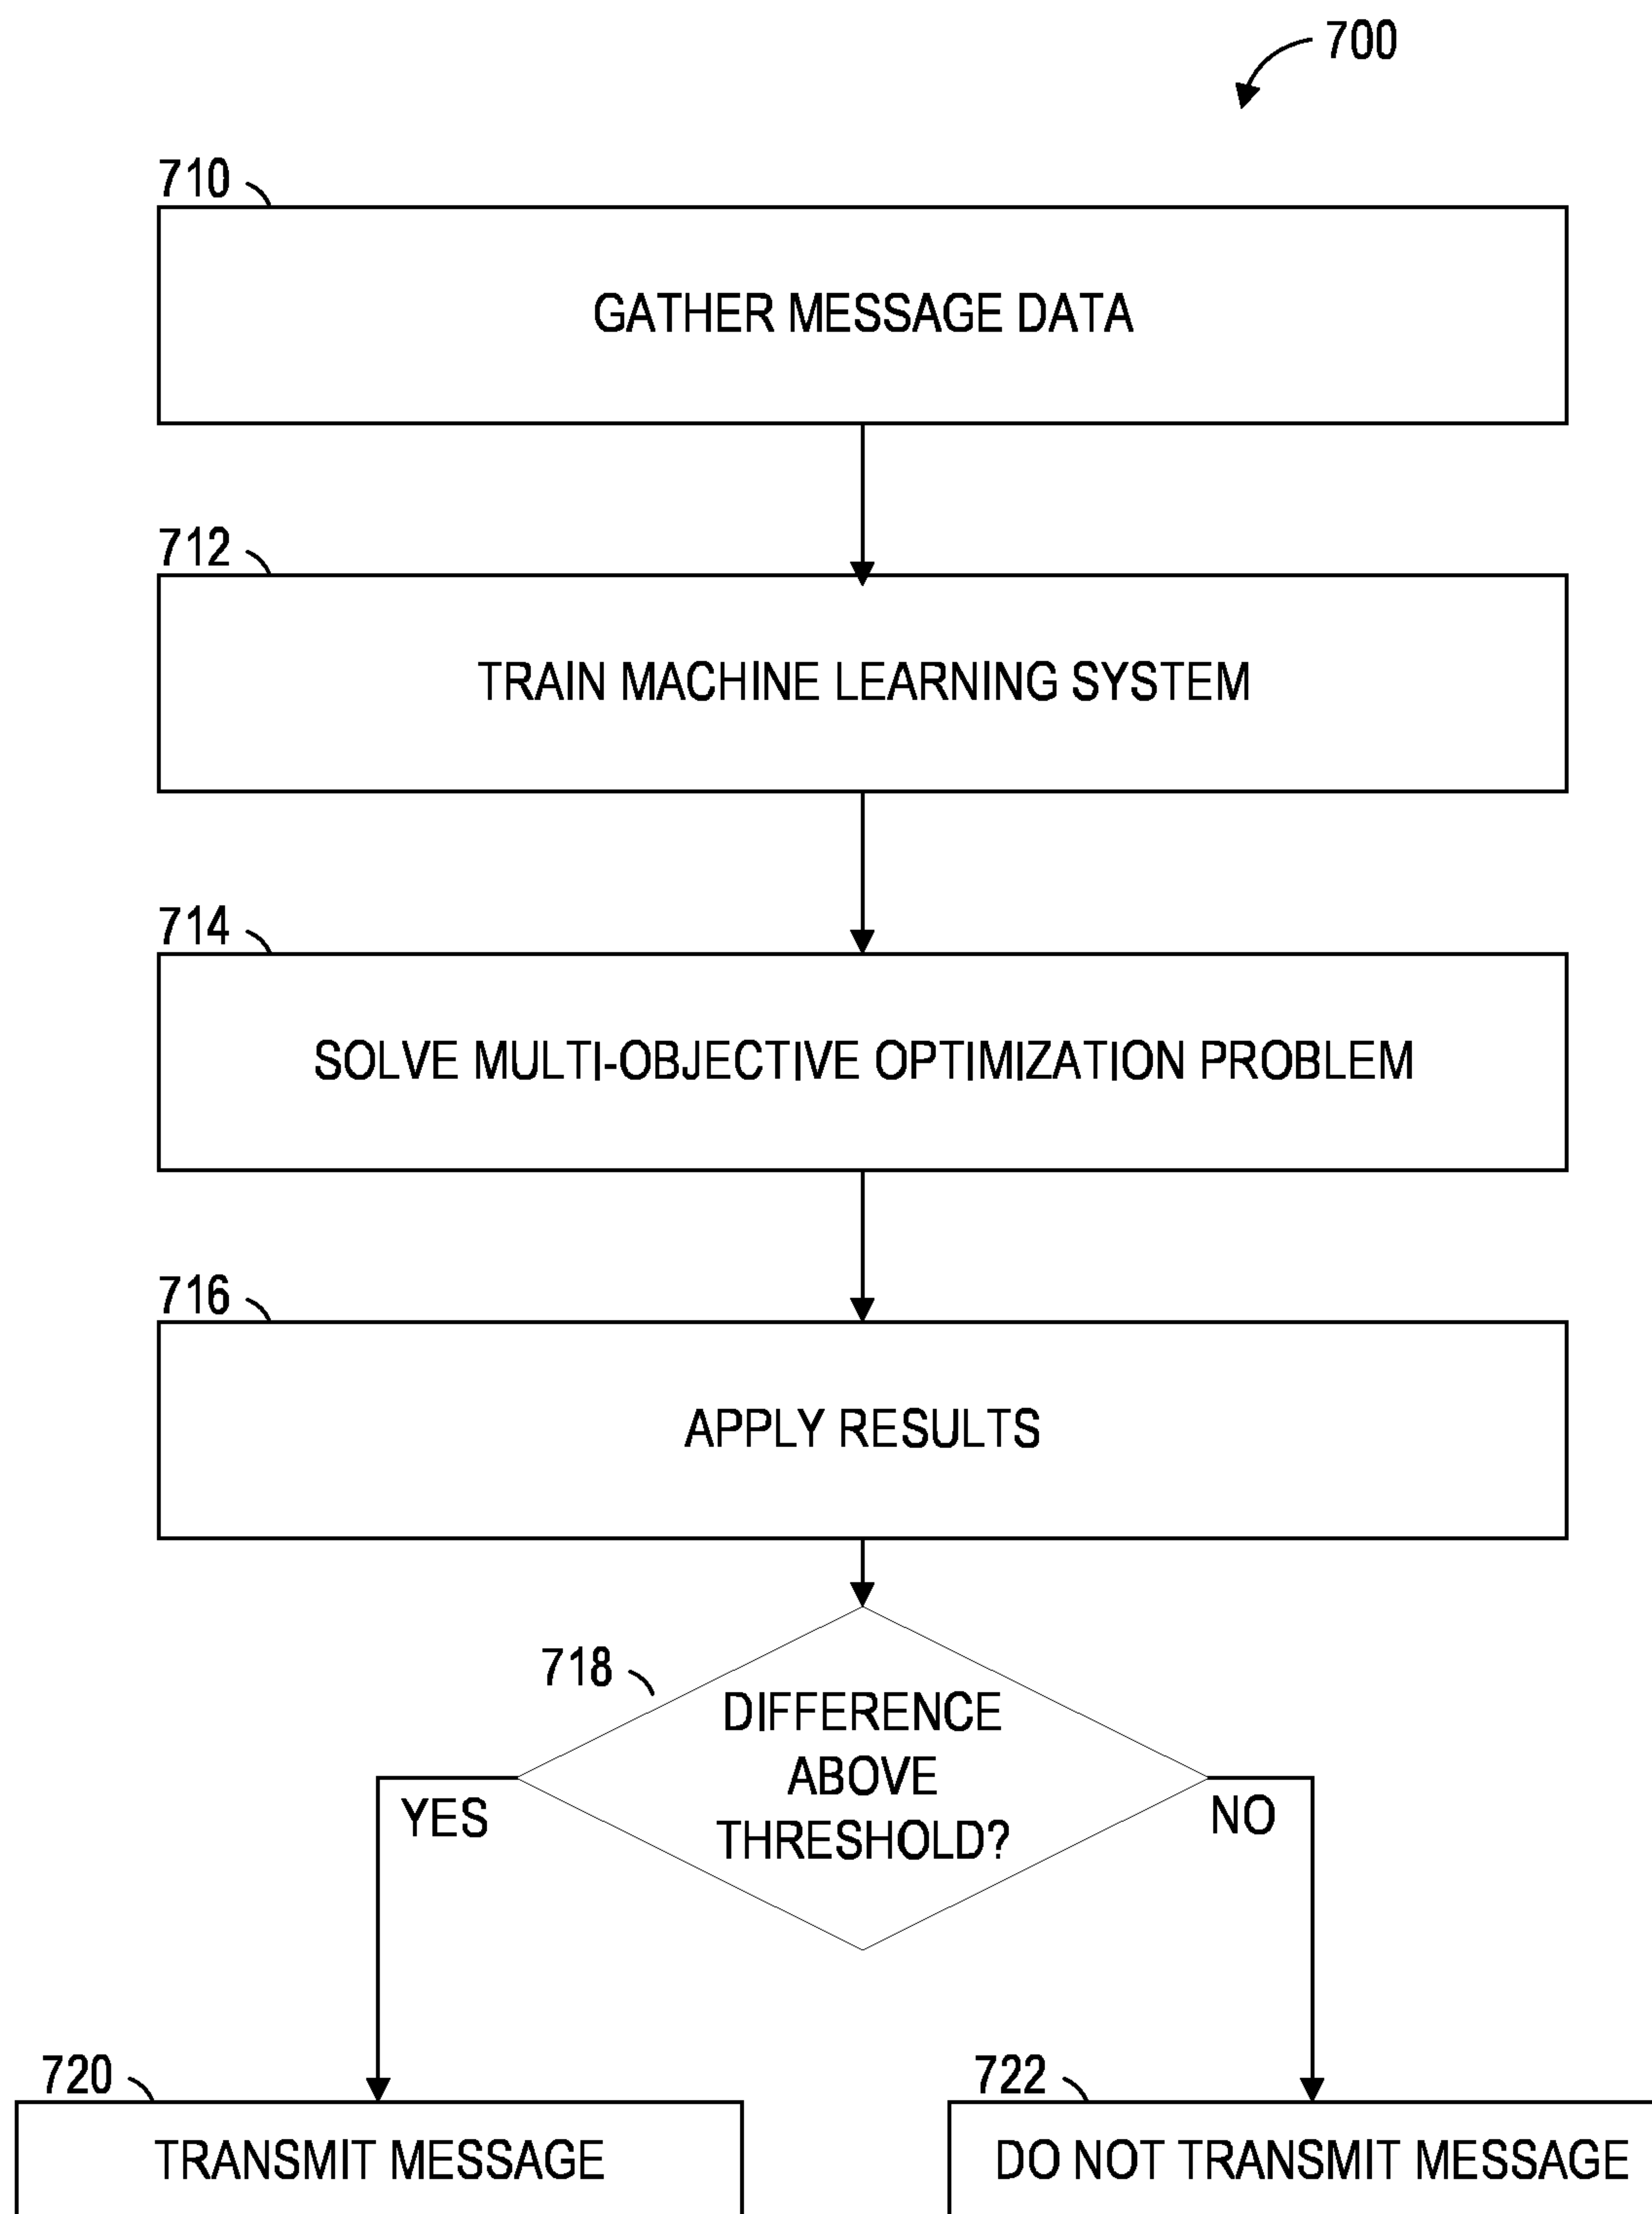 700
710
GATHER MESSAGE DATA
712
TRAIN MACHINE LEARNING SYSTEM
714
SOLVE MULTI-OBJECTIVE OPTIMIZATION PROBLEM
716
APPLY RESULTS
718
DIFFERENCE
ABOVE
THRESHOLD?
YES
NO
720
TRANSMIT MESSAGE
722
DO NOT TRANSMIT MESSAGE